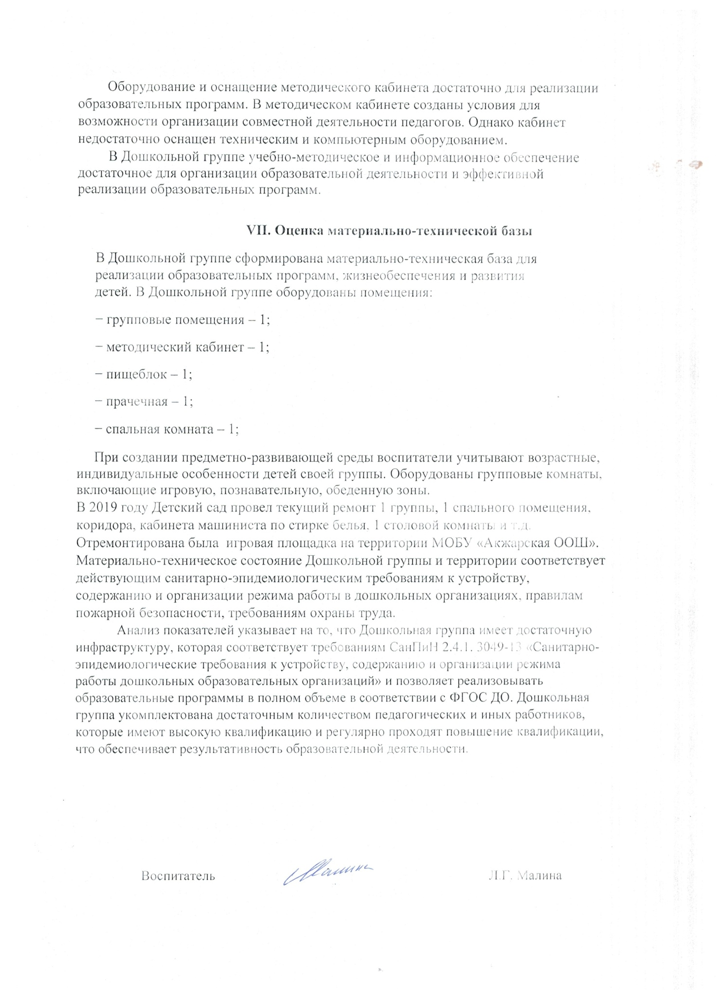 Оборудование и оснащение методического кабинета достаточно для реализации
образовательных программ. В методическом кабинете созданы условия для
возможности организации совместной деятельности педагогов. Однако кабинет
недостаточно оснащен техническим и компьютерным оборудованием.
В Дошкольной группе учебно-методическое и информационное обеспечение
достаточное для организации образовательной деятельности и эффективной
реализации образовательных программ.
VII. Оценка материально-технической базы
В Дошкольной группе сформирована материально-техническая база для
реализации образовательных программ, жизнеобеспечения и развития
детей. В Дошкольной группе оборудованы помещения:
− групповые помещения – 1;
− методический кабинет – 1;
− пищеблок – 1;
− прачечная – 1;
− спальная комната – 1;
При создании предметно-развивающей среды воспитатели учитывают возрастные,
индивидуальные особенности детей своей группы. Оборудованы групповые комнаты,
включающие игровую, познавательную, обеденную зоны.
В 2019 году Детский сад провел текущий ремонт 1 группы, 1 спального помещения,
коридора, кабинета машиниста по стирке белья, 1 столовой комнаты и т.д.
Отремонтирована была игровая площадка на территории МОБУ «Акжарская ООШ».
Материально-техническое состояние Дошкольной группы и территории соответствует
действующим санитарно-эпидемиологическим требованиям к устройству,
содержанию и организации режима работы в дошкольных организациях, правилам
пожарной безопасности, требованиям охраны труда.
Анализ показателей указывает на то, что Дошкольная группа имеет достаточную
инфраструктуру, которая соответствует требованиям СанПиН 2.4.1. 3049-13 «Санитарно-
эпидемиологические требования к устройству, содержанию и организации режима
работы дошкольных образовательных организаций» и позволяет реализовывать
образовательные программы в полном объеме в соответствии с ФГОС ДО. Дошкольная
группа укомплектована достаточным количеством педагогических и иных работников,
которые имеют высокую квалификацию и регулярно проходят повышение квалификации,
что обеспечивает результативность образовательной деятельности.
Воспитатель Малина Л.Г. Малина